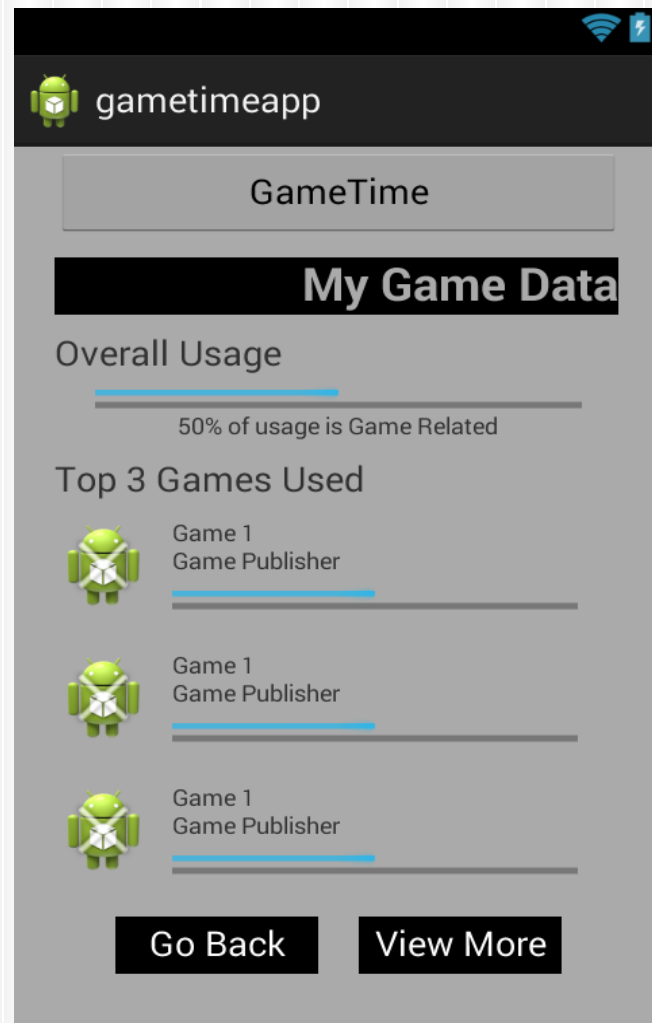 gametimeapp
GameTime
My Game Data
Overall Usage
50% of usage is Game Related
Top 3 Games Used
Game 1
Game Publisher
Game 1
Game Publisher
Game 1
Game Publisher
Go Back View More